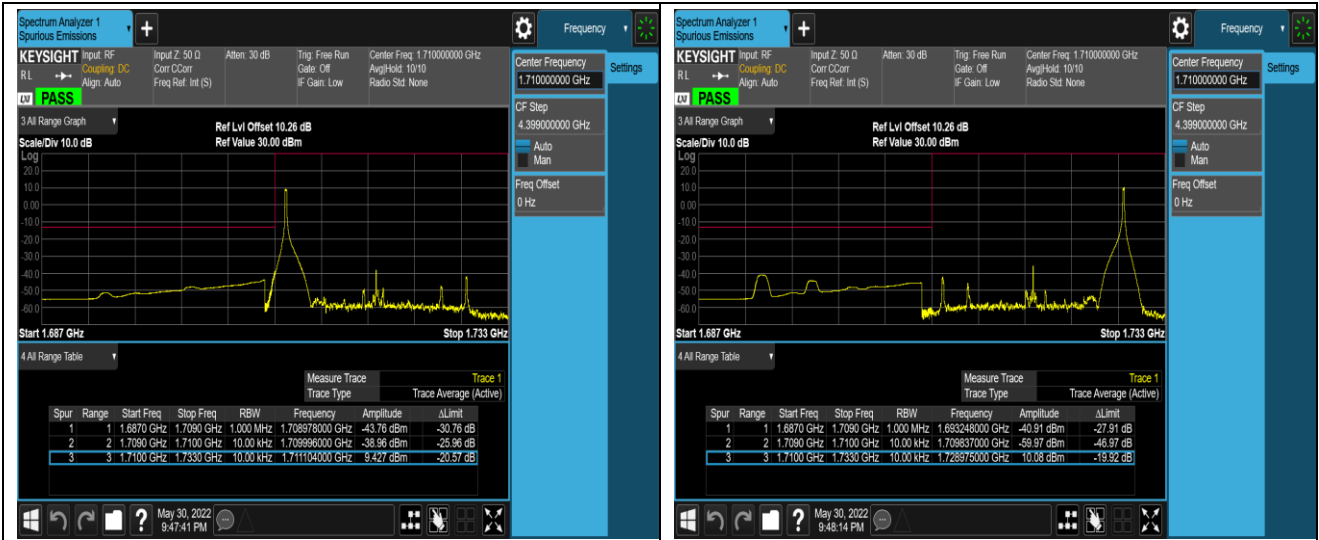 Spectrum Analyzer 1
Spurious Emissions
Frequency
KEYSIGHT Input: RF Input Z: 50 Ω Atten: 30 dB Trig: Free Run Center Freq: 1.710000000 GHz
Coupling: DC Corr CCorr Gate: Off Avg|Hold: 10/10
RL Align: Auto Freq Ref: Int (S) IF Gain: Low Radio Std: None
LXI PASS
Center Frequency
1.710000000 GHz
Settings
CF Step
4.399000000 GHz
Auto
Man
Freq Offset
0 Hz
3 All Range Graph
Ref Lvl Offset 10.26 dB
Scale/Div 10.0 dB Ref Value 30.00 dBm
Log
20.0
10.0
0.00
-10.0
-20.0
-30.0
-40.0
-50.0
-60.0
Start 1.687 GHz Stop 1.733 GHz
4 All Range Table
Measure Trace Trace 1
Trace Type Trace Average (Active)
Spur Range Start Freq Stop Freq RBW Frequency Amplitude ΔLimit
1 1 1.6870 GHz 1.7090 GHz 1.000 MHz 1.708978000 GHz -43.76 dBm -30.76 dB
2 2 1.7090 GHz 1.7100 GHz 10.00 kHz 1.709996000 GHz -38.96 dBm -25.96 dB
3 3 1.7100 GHz 1.7330 GHz 10.00 kHz 1.711104000 GHz 9.427 dBm -20.57 dB
May 30, 2022
9:47:41 PM
Spectrum Analyzer 1
Spurious Emissions
Frequency
KEYSIGHT Input: RF Input Z: 50 Ω Atten: 30 dB Trig: Free Run Center Freq: 1.710000000 GHz
Coupling: DC Corr CCorr Gate: Off Avg|Hold: 10/10
RL Align: Auto Freq Ref: Int (S) IF Gain: Low Radio Std: None
LXI PASS
Center Frequency
1.710000000 GHz
Settings
CF Step
4.399000000 GHz
Auto
Man
Freq Offset
0 Hz
3 All Range Graph
Ref Lvl Offset 10.26 dB
Scale/Div 10.0 dB Ref Value 30.00 dBm
Log
20.0
10.0
0.00
-10.0
-20.0
-30.0
-40.0
-50.0
-60.0
Start 1.687 GHz Stop 1.733 GHz
4 All Range Table
Measure Trace Trace 1
Trace Type Trace Average (Active)
Spur Range Start Freq Stop Freq RBW Frequency Amplitude ΔLimit
1 1 1.6870 GHz 1.7090 GHz 1.000 MHz 1.693248000 GHz -40.91 dBm -27.91 dB
2 2 1.7090 GHz 1.7100 GHz 10.00 kHz 1.709837000 GHz -59.97 dBm -46.97 dB
3 3 1.7100 GHz 1.7330 GHz 10.00 kHz 1.728975000 GHz 10.08 dBm -19.92 dB
May 30, 2022
9:48:14 PM